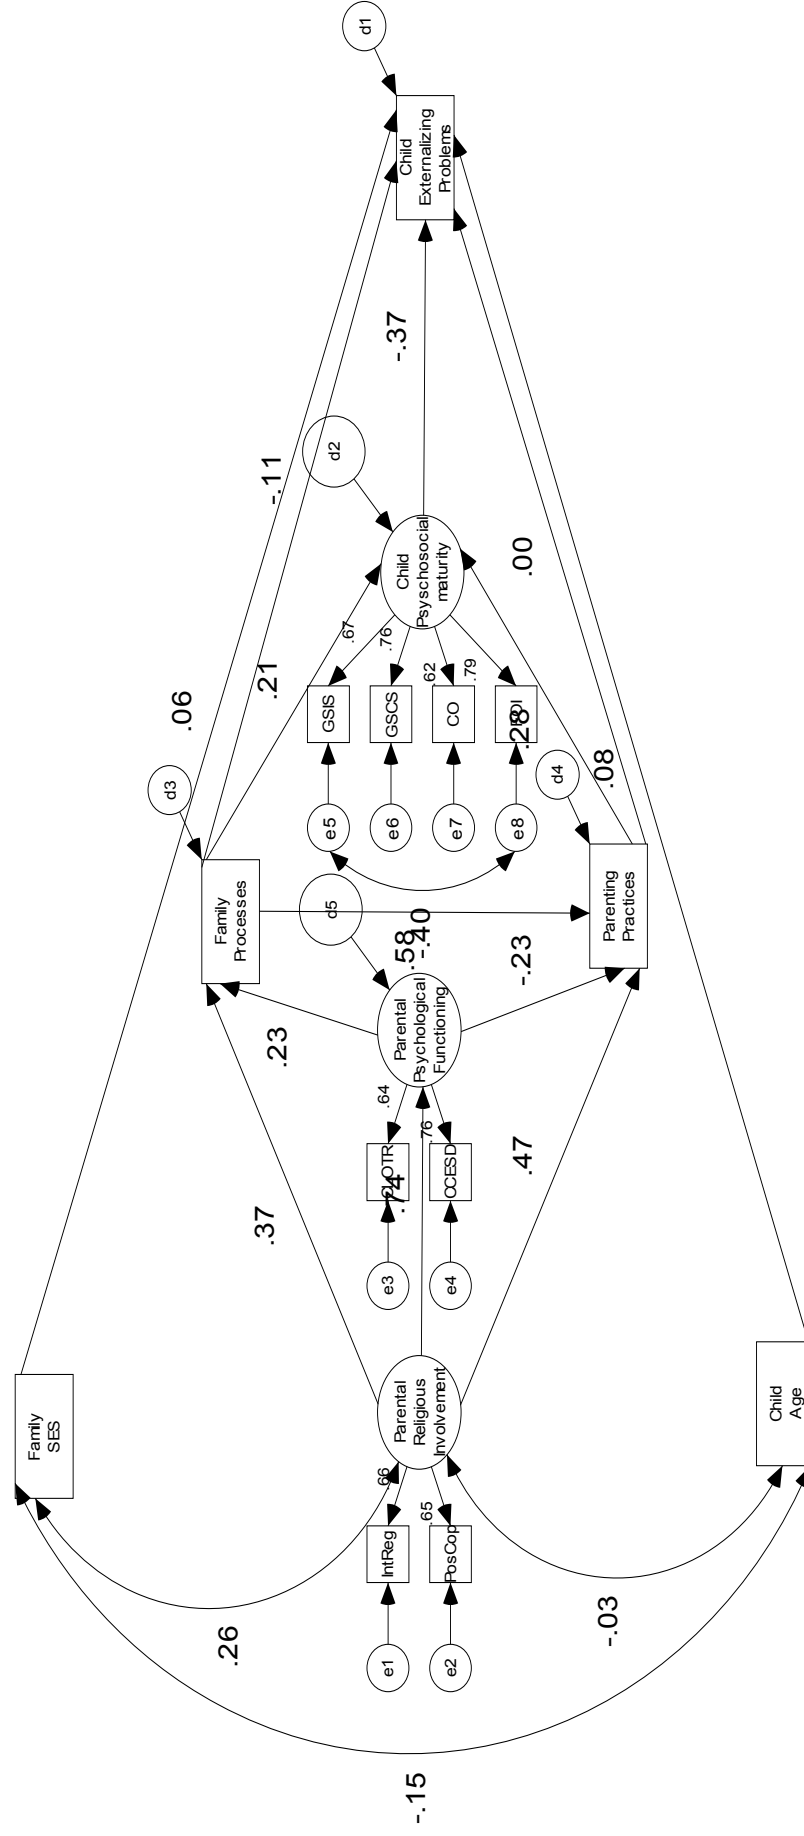 d1
Child
Externalizing
Problems
-.37
d2
-.11
Child
Psyschosocial
maturity
.00
.67
.76
.62
.79
.21
.06
GSIS
GSCS
CO
.28
d3
d4
.08
e5
e6
e7
e8
Family
Processes
d5
Parenting
Practices
.58
-.40
-.23
Parental
Psychological
Functioning
.23
.64
.76
OCESD
.74
.47
.37
e3
e4
Family
SES
Parental
Religious
Involvement
Child
Age
.66
.65
IntReg
PosCop
.26
-.03
e1
e2
-.15